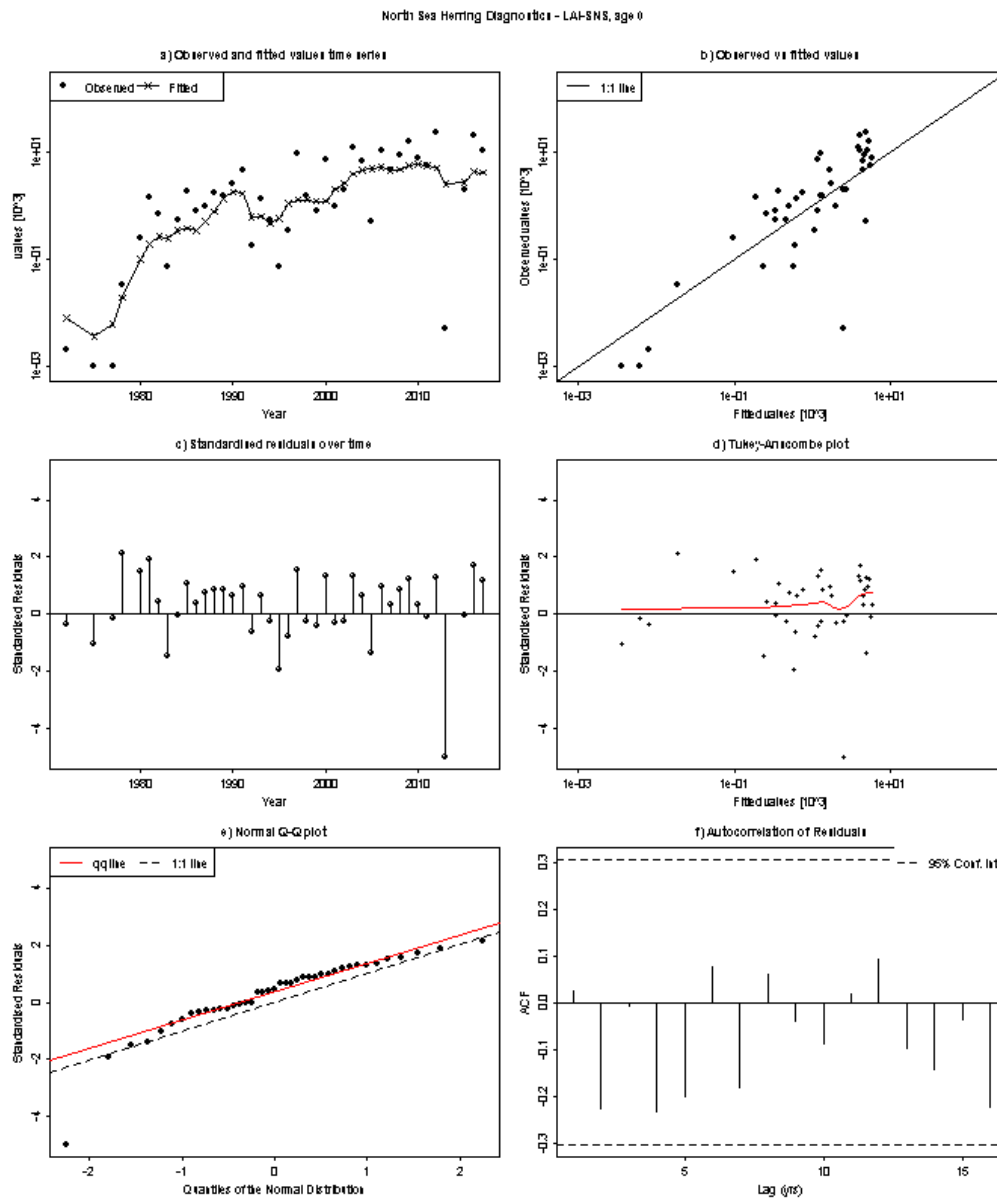 North Sea Herring Diagnostics - LAI-SNS, age 0
a) Observed and fitted values time series
Observed Fitted
values [10^3]
1e+01
1e-01
1e-03
1980 1990 2000 2010
Year
b) Observed vs fitted values
1:1 line
Observed values [10^3]
1e+01
1e-01
1e-03
1e-03 1e-01 1e+01
Fitted values [10^3]
c) Standardised residuals over time
Standardised Residuals
4
2
0
-2
-4
1980 1990 2000 2010
Year
d) Tukey-Anscombe plot
Standardised Residuals
4
2
0
-2
-4
1e-03 1e-01 1e+01
Fitted values [10^3]
e) Normal Q-Q plot
qq line 1:1 line
Standardised Residuals
4
2
0
-2
-4
-2 -1 0 1 2
Quantiles of the Normal Distribution
f) Autocorrelation of Residuals
95% Conf. Int
ACF
0.3
0.2
0.1
0.0
-0.1
-0.2
-0.3
5 10 15
Lag (yrs)